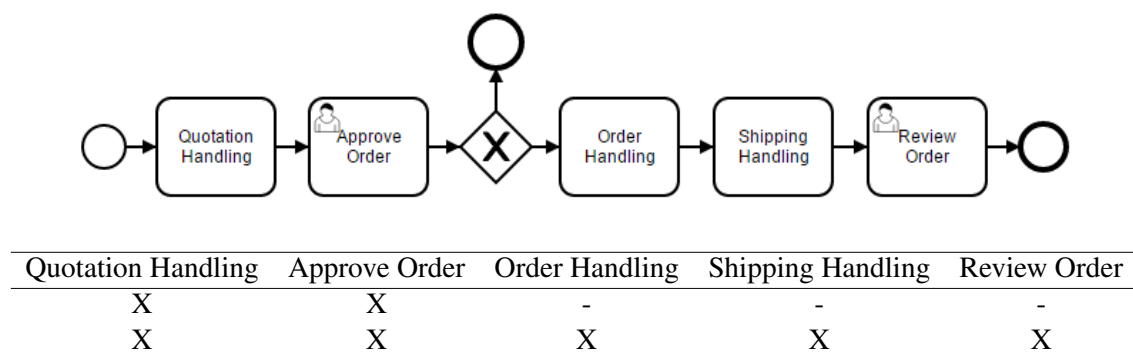 Quotation
Handling
Approve
Order
X
Order
Handling
Shipping
Handling
Review
Order
Quotation Handling Approve Order Order Handling Shipping Handling Review Order
X X - - -
X X X X X